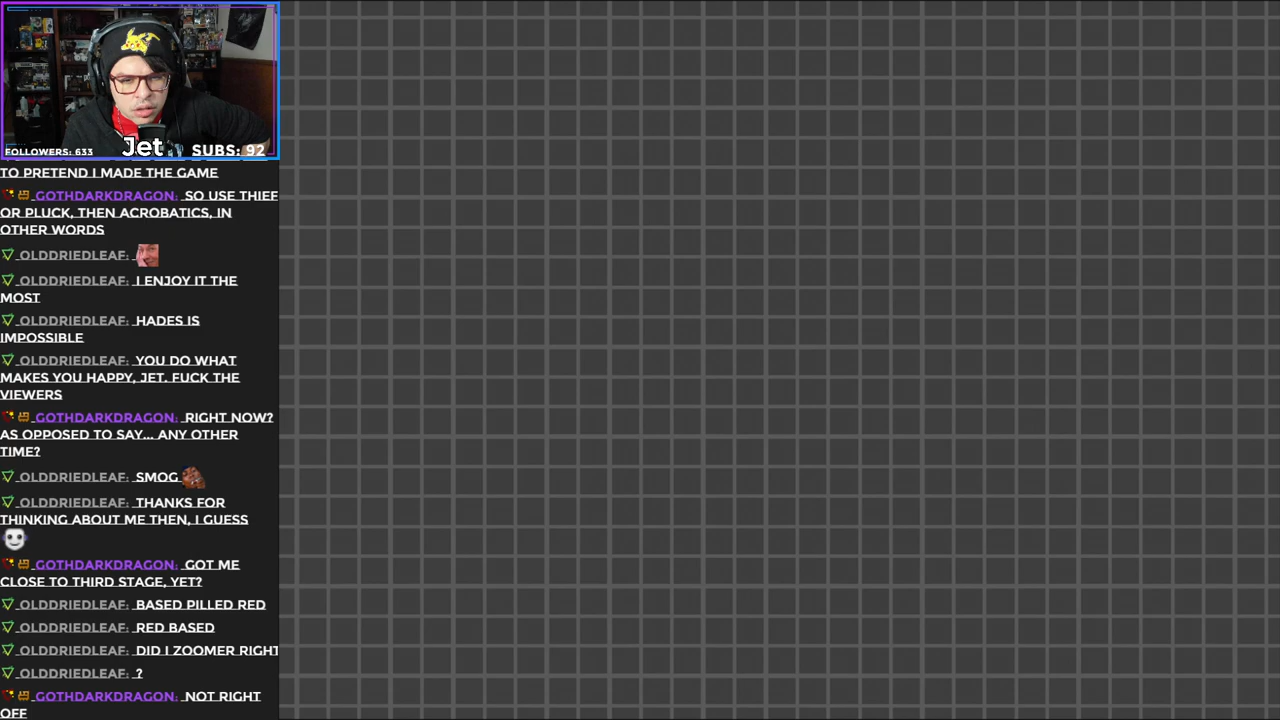 FOLLOWERS: 633
Jet
SUBS: 92
TO PRETEND I MADE THE GAME
GOTHDARKDRAGON: SO USE THIEF
OR PLUCK, THEN ACROBATICS, IN
OTHER WORDS
OLDDRIEDLEAF:
OLDDRIEDLEAF: I ENJOY IT THE
MOST
OLDDRIEDLEAF: HADES IS
IMPOSSIBLE
OLDDRIEDLEAF: YOU DO WHAT
MAKES YOU HAPPY, JET. FUCK THE
VIEWERS
GOTHDARKDRAGON: RIGHT NOW?
AS OPPOSED TO SAY... ANY OTHER
TIME?
OLDDRIEDLEAF: SMOG
OLDDRIEDLEAF: THANKS FOR
THINKING ABOUT ME THEN, I GUESS
GOTHDARKDRAGON: GOT ME
CLOSE TO THIRD STAGE, YET?
OLDDRIEDLEAF: BASED PILLED RED
OLDDRIEDLEAF: RED BASED
OLDDRIEDLEAF: DID I ZOOMER RIGHT
OLDDRIEDLEAF: ?
GOTHDARKDRAGON: NOT RIGHT
OFF